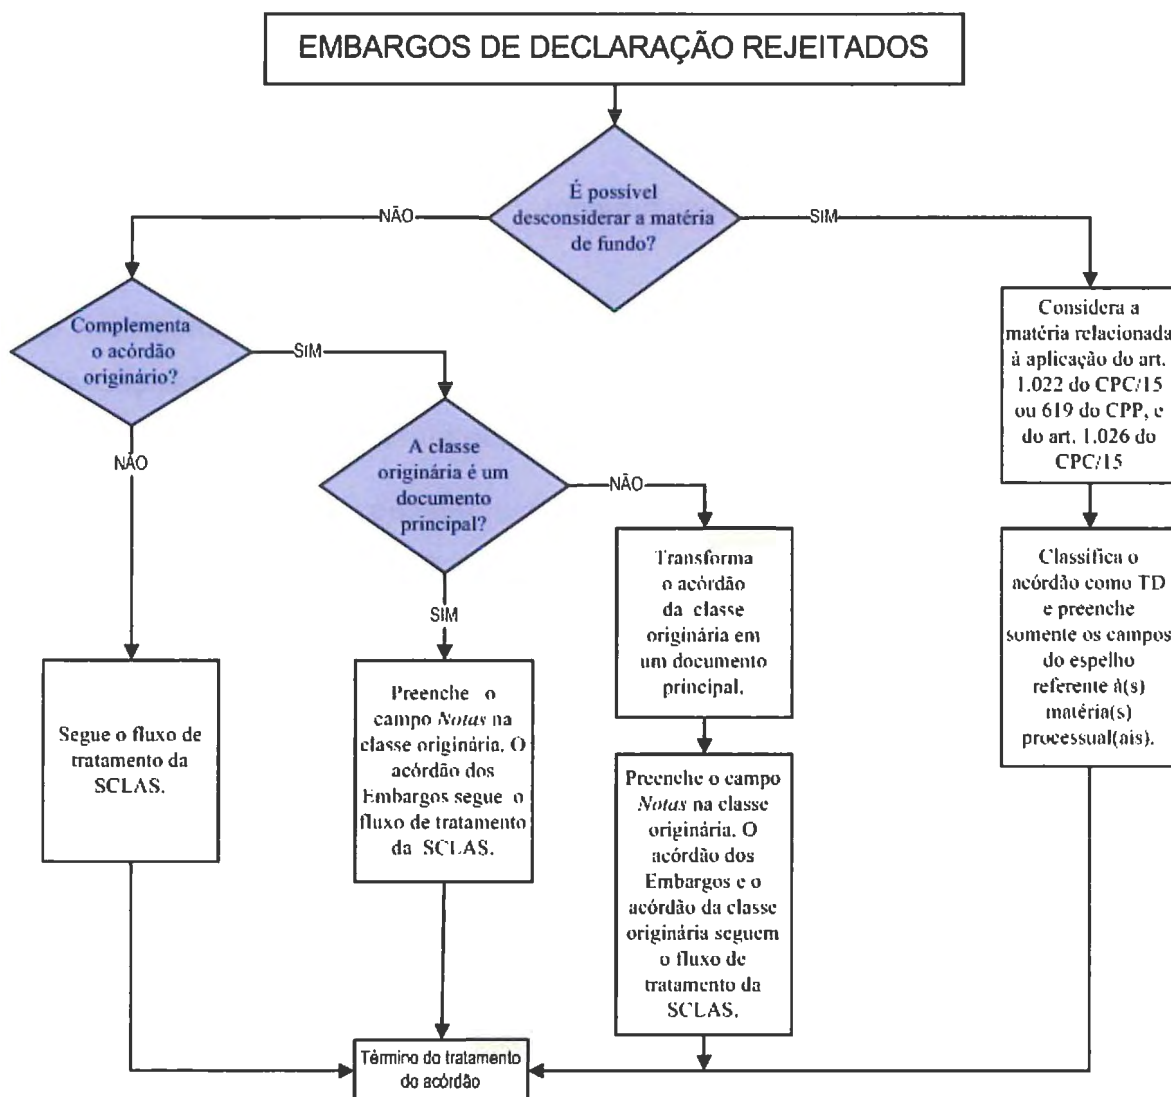 EMBARGOS DE DECLARAÇÃO REJEITADOS
É possível
desconsiderar a matéria
de fundo?
NÃO
SIM
Complementa
o acórdão
originário?
SIM
NÃO
A classe
originária é um
documento
principal?
NÃO
SIM
Considera a
matéria relacionada
à aplicação do art.
1.022 do CPC/15
ou 619 do CPP, e
do art. 1.026 do
CPC/15
Transforma
o acórdão
da classe
originária em
um documento
principal.
Classifica o
acórdão como TD
e preenche
somente os campos
do espelho
referente à(s)
matéria(s)
processual(ais).
Segue o fluxo de
tratamento da
SCLAS.
Preenche o
campo Notas na
classe originária. O
acórdão dos
Embargos segue o
fluxo de tratamento
da SCLAS.
Preenche o campo
Notas na classe
originária. O
acórdão dos
Embargos e o
acórdão da classe
originária seguem
o fluxo de
tratamento da
SCLAS.
Término do tratamento
do acórdão